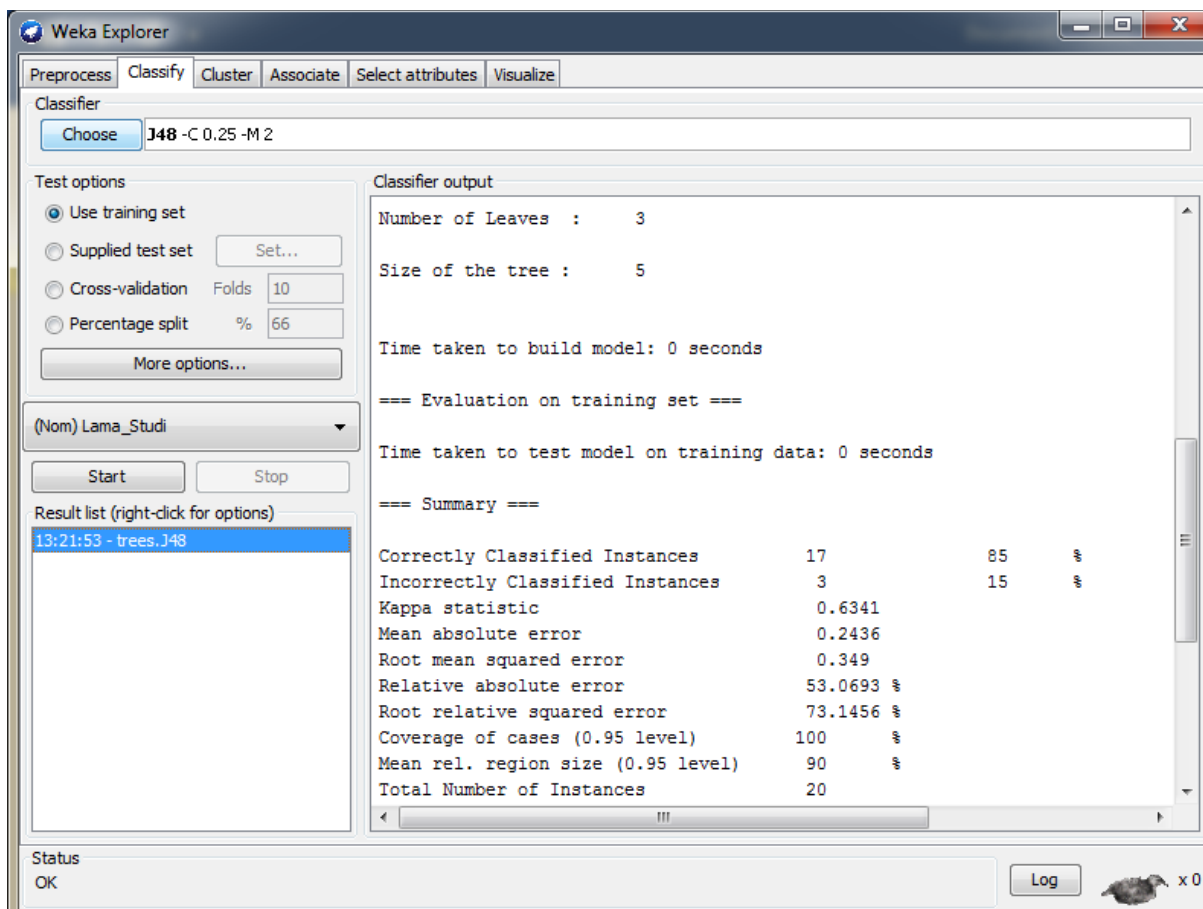 Weka Explorer
Preprocess Classify Cluster Associate Select attributes Visualize
Classifier
Choose J48 -C 0.25 -M 2
Test options
Use training set
Supplied test set Set...
Cross-validation Folds 10
Percentage split % 66
More options...
(Nom) Lama_Studi
Start Stop
Result list (right-click for options)
13:21:53 - trees.J48
Classifier output
Number of Leaves : 3
Size of the tree : 5
Time taken to build model: 0 seconds
=== Evaluation on training set ===
Time taken to test model on training data: 0 seconds
=== Summary ===
Correctly Classified Instances 17 85 %
Incorrectly Classified Instances 3 15 %
Kappa statistic 0.6341
Mean absolute error 0.2436
Root mean squared error 0.349
Relative absolute error 53.0693 %
Root relative squared error 73.1456 %
Coverage of cases (0.95 level) 100 %
Mean rel. region size (0.95 level) 90 %
Total Number of Instances 20
Status
OK
Log x 0